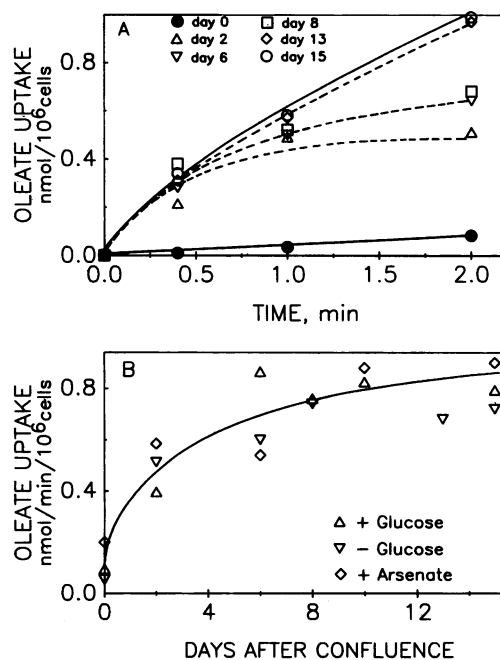 A
day 0
day 2
day 6
day 8
day 13
day 15
OLEATE UPTAKE
nmol/10⁶cells
0.8
0.4
0.0
0.0
0.5
1.0
1.5
2.0
TIME, min
B
OLEATE UPTAKE
nmol/min/10⁶cells
0.8
0.4
0.0
+ Glucose
− Glucose
+ Arsenate
0
4
8
12
DAYS AFTER CONFLUENCE